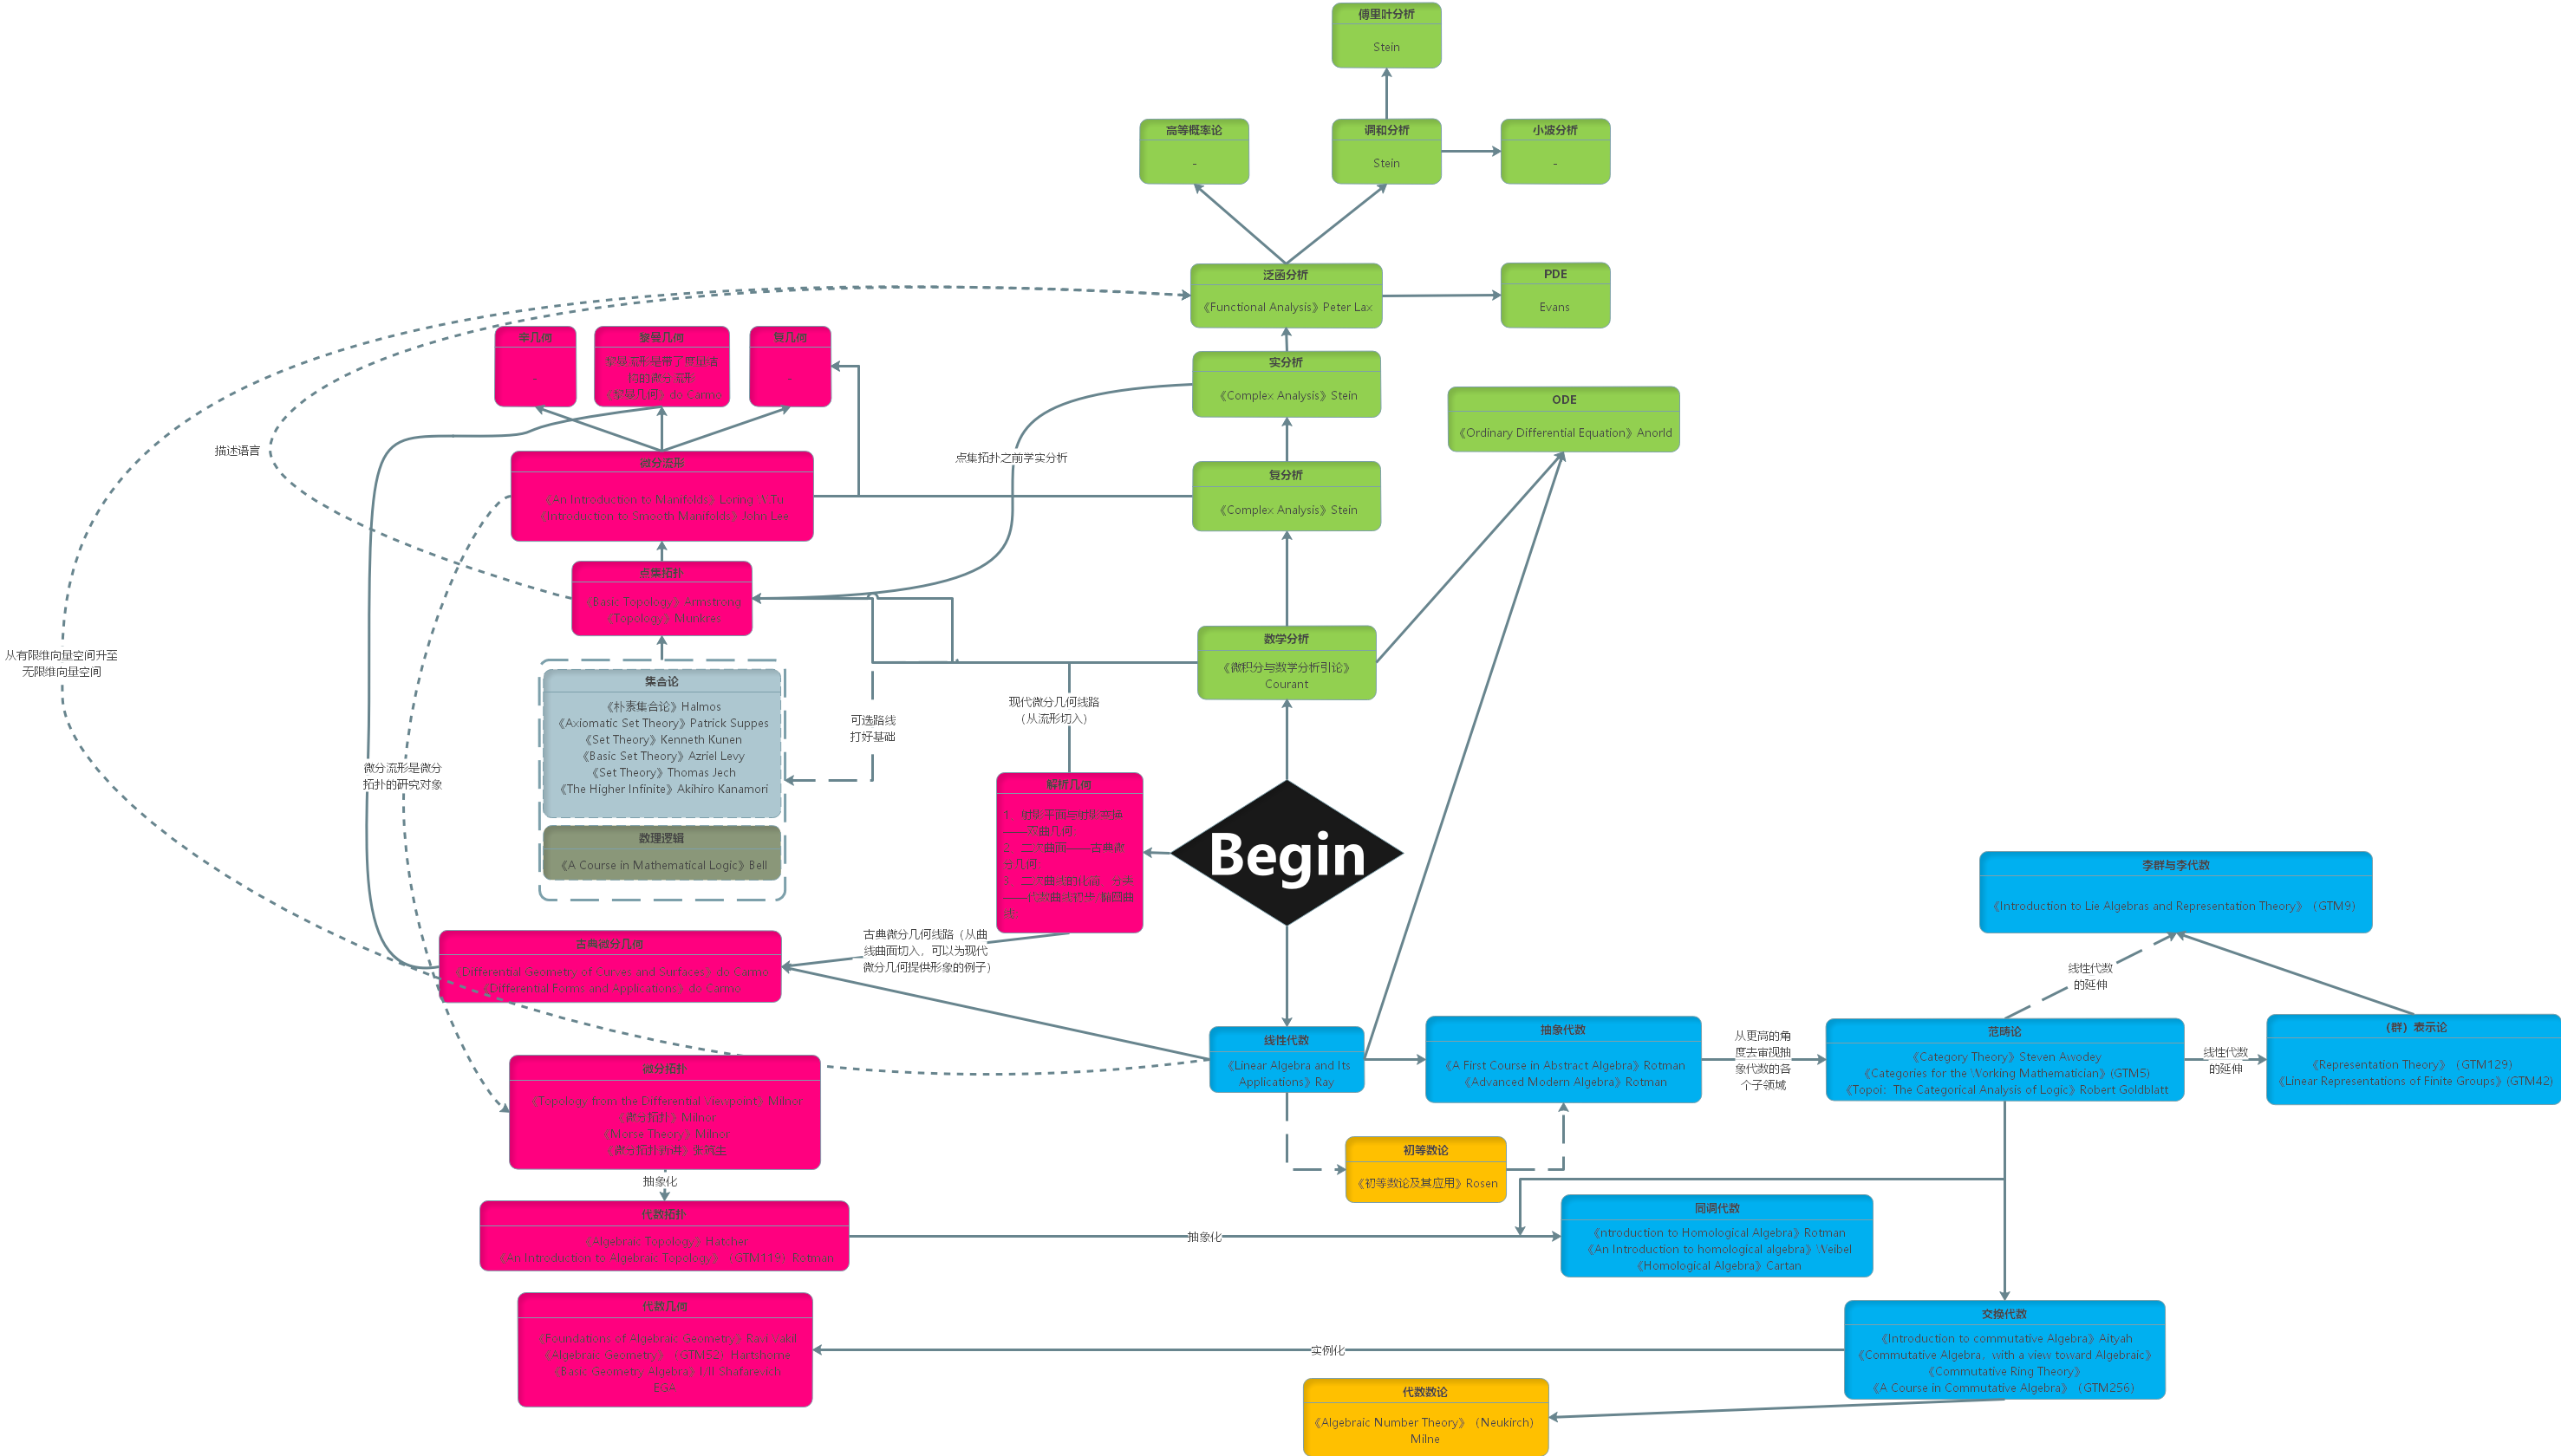 傅里叶分析
Stein
高等概率论
-
调和分析
Stein
小波分析
-
泛函分析
《Functional Analysis》Peter Lax
PDE
Evans
辛几何
-
黎曼几何
《黎曼几何》do Carmo
复几何
-
实分析
《Complex Analysis》Stein
ODE
《Ordinary Differential Equation》Anorld
描述语言
点集拓扑之前学实分析
微分流形
《An Introduction to Manifolds》Loring W.Tu
《Introduction to Smooth Manifolds》John Lee
复分析
《Complex Analysis》Stein
点集拓扑
《Basic Topology》Armstrong
《Topology》Munkres
数学分析
《微积分与数学分析引论》
Courant
从有限维向量空间升至
无限维向量空间
集合论
《朴素集合论》Halmos
《Axiomatic Set Theory》Patrick Suppes
《Set Theory》Kenneth Kunen
《Basic Set Theory》Azriel Levy
《Set Theory》Thomas Jech
《The Higher Infinite》Akihiro Kanamori
可选路线
打好基础
现代微分几何线路
（从流形切入）
微分流形是微分
拓扑的研究对象
数理逻辑
《A Course in Mathematical Logic》Bell
解析几何
Begin
李群与李代数
《Introduction to Lie Algebras and Representation Theory》（GTM9）
古典微分几何线路（从曲
线曲面切入，可以为现代
微分几何提供形象的例子）
古典微分几何
《Differential Geometry of Curves and Surfaces》do Carmo
《Differential Forms and Applications》do Carmo
线性代数
的延伸
线性代数
《Linear Algebra and Its
Applications》Ray
抽象代数
《A First Course in Abstract Algebra》Rotman
《Advanced Modern Algebra》Rotman
从更高的角
度去审视抽
象代数的各
个子领域
范畴论
《Category Theory》Steven Awodey
《Categories for the Working Mathematician》(GTM5)
《Topoi：The Categorical Analysis of Logic》Robert Goldblatt
线性代数
的延伸
（群）表示论
《Representation Theory》（GTM129）
《Linear Representations of Finite Groups》(GTM42)
微分拓扑
《Topology from the Differential Viewpoint》Milnor
《微分拓扑》Milnor
《Morse Theory》Milnor
抽象化
初等数论
《初等数论及其应用》Rosen
代数拓扑
《Algebraic Topology》Hatcher
《An Introduction to Algebraic Topology》（GTM119）Rotman
抽象化
同调代数
《ntroduction to Homological Algebra》Rotman
《An Introduction to homological algebra》Weibel
《Homological Algebra》Cartan
代数几何
《Foundations of Algebraic Geometry》Ravi Vakil
《Algebraic Geometry》（GTM52）Hartshorne
EGA
实例化
交换代数
《Introduction to commutative Algebra》Aityah
《Commutative Algebra，with a view toward Algebraic》
《Commutative Ring Theory》
《A Course in Commutative Algebra》（GTM256）
代数数论
《Algebraic Number Theory》（Neukirch）
Milne